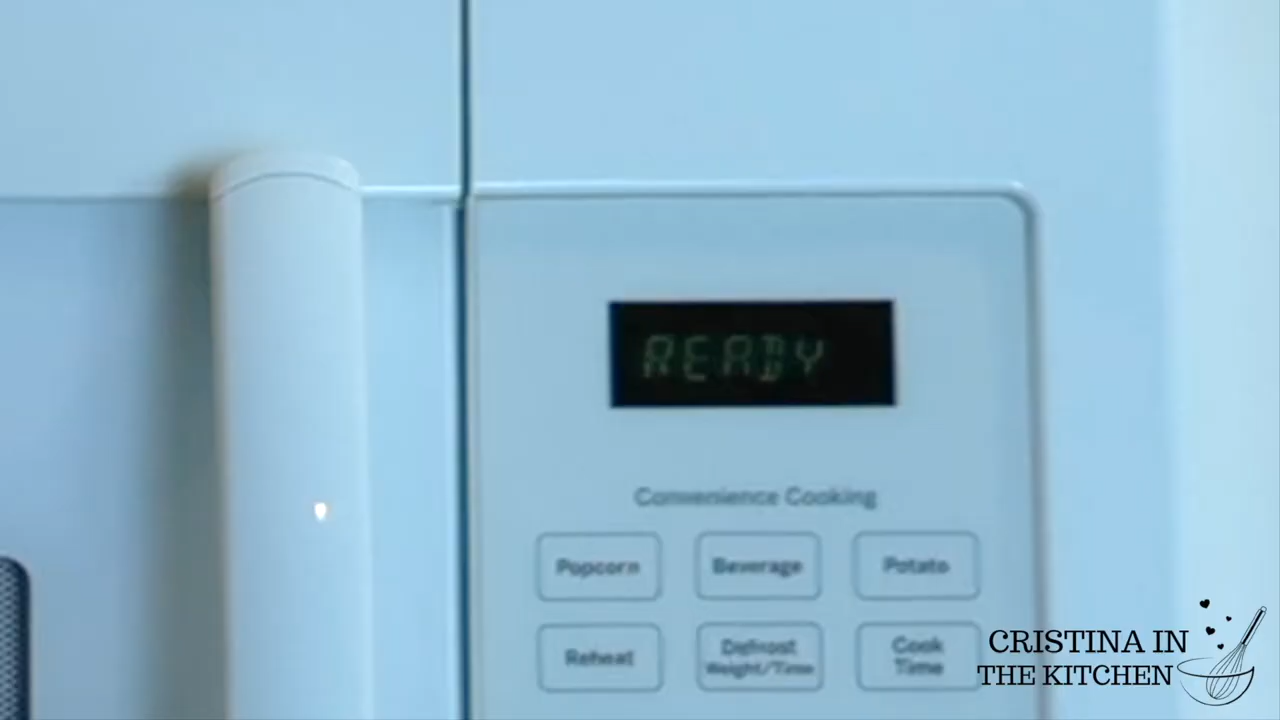 READY
Convenience Cooking
Popcorn
Beverage
Potato
Reheat
Defrost
Weight/Time
Cook
Time
CRISTINA IN
THE KITCHEN